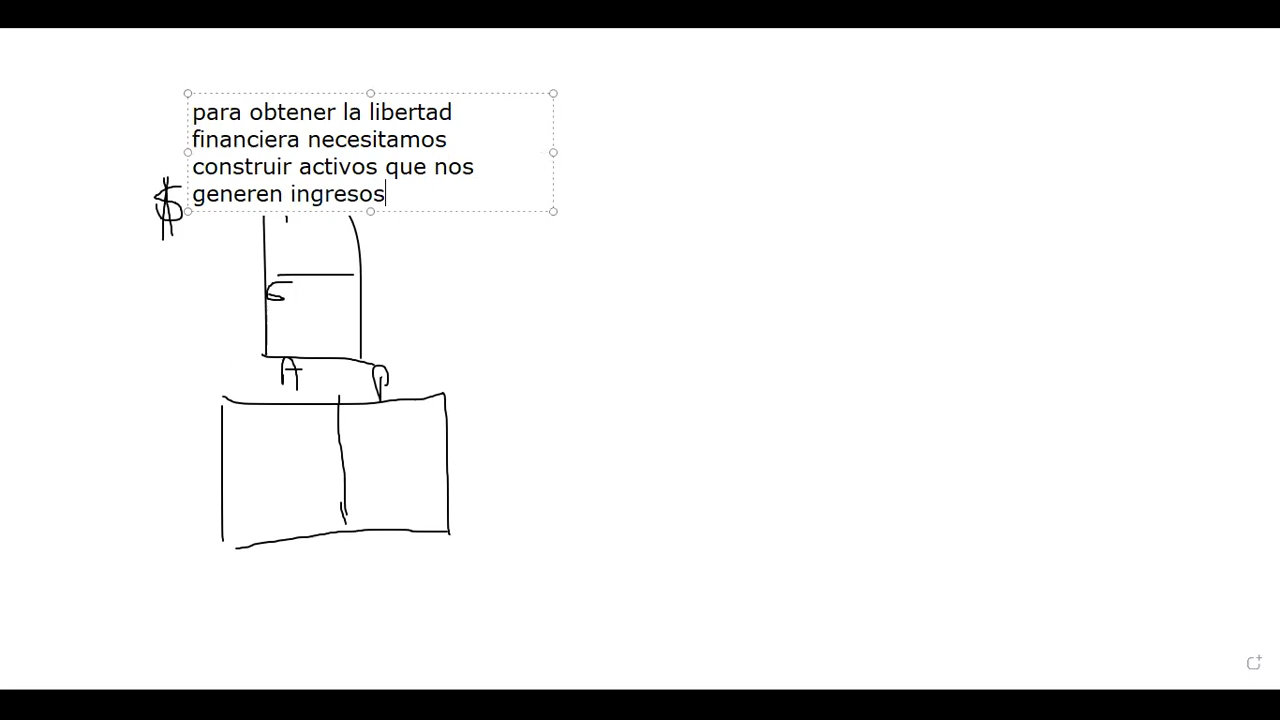 para obtener la libertad
financiera necesitamos
construir activos que nos
generen ingresos
$
A P